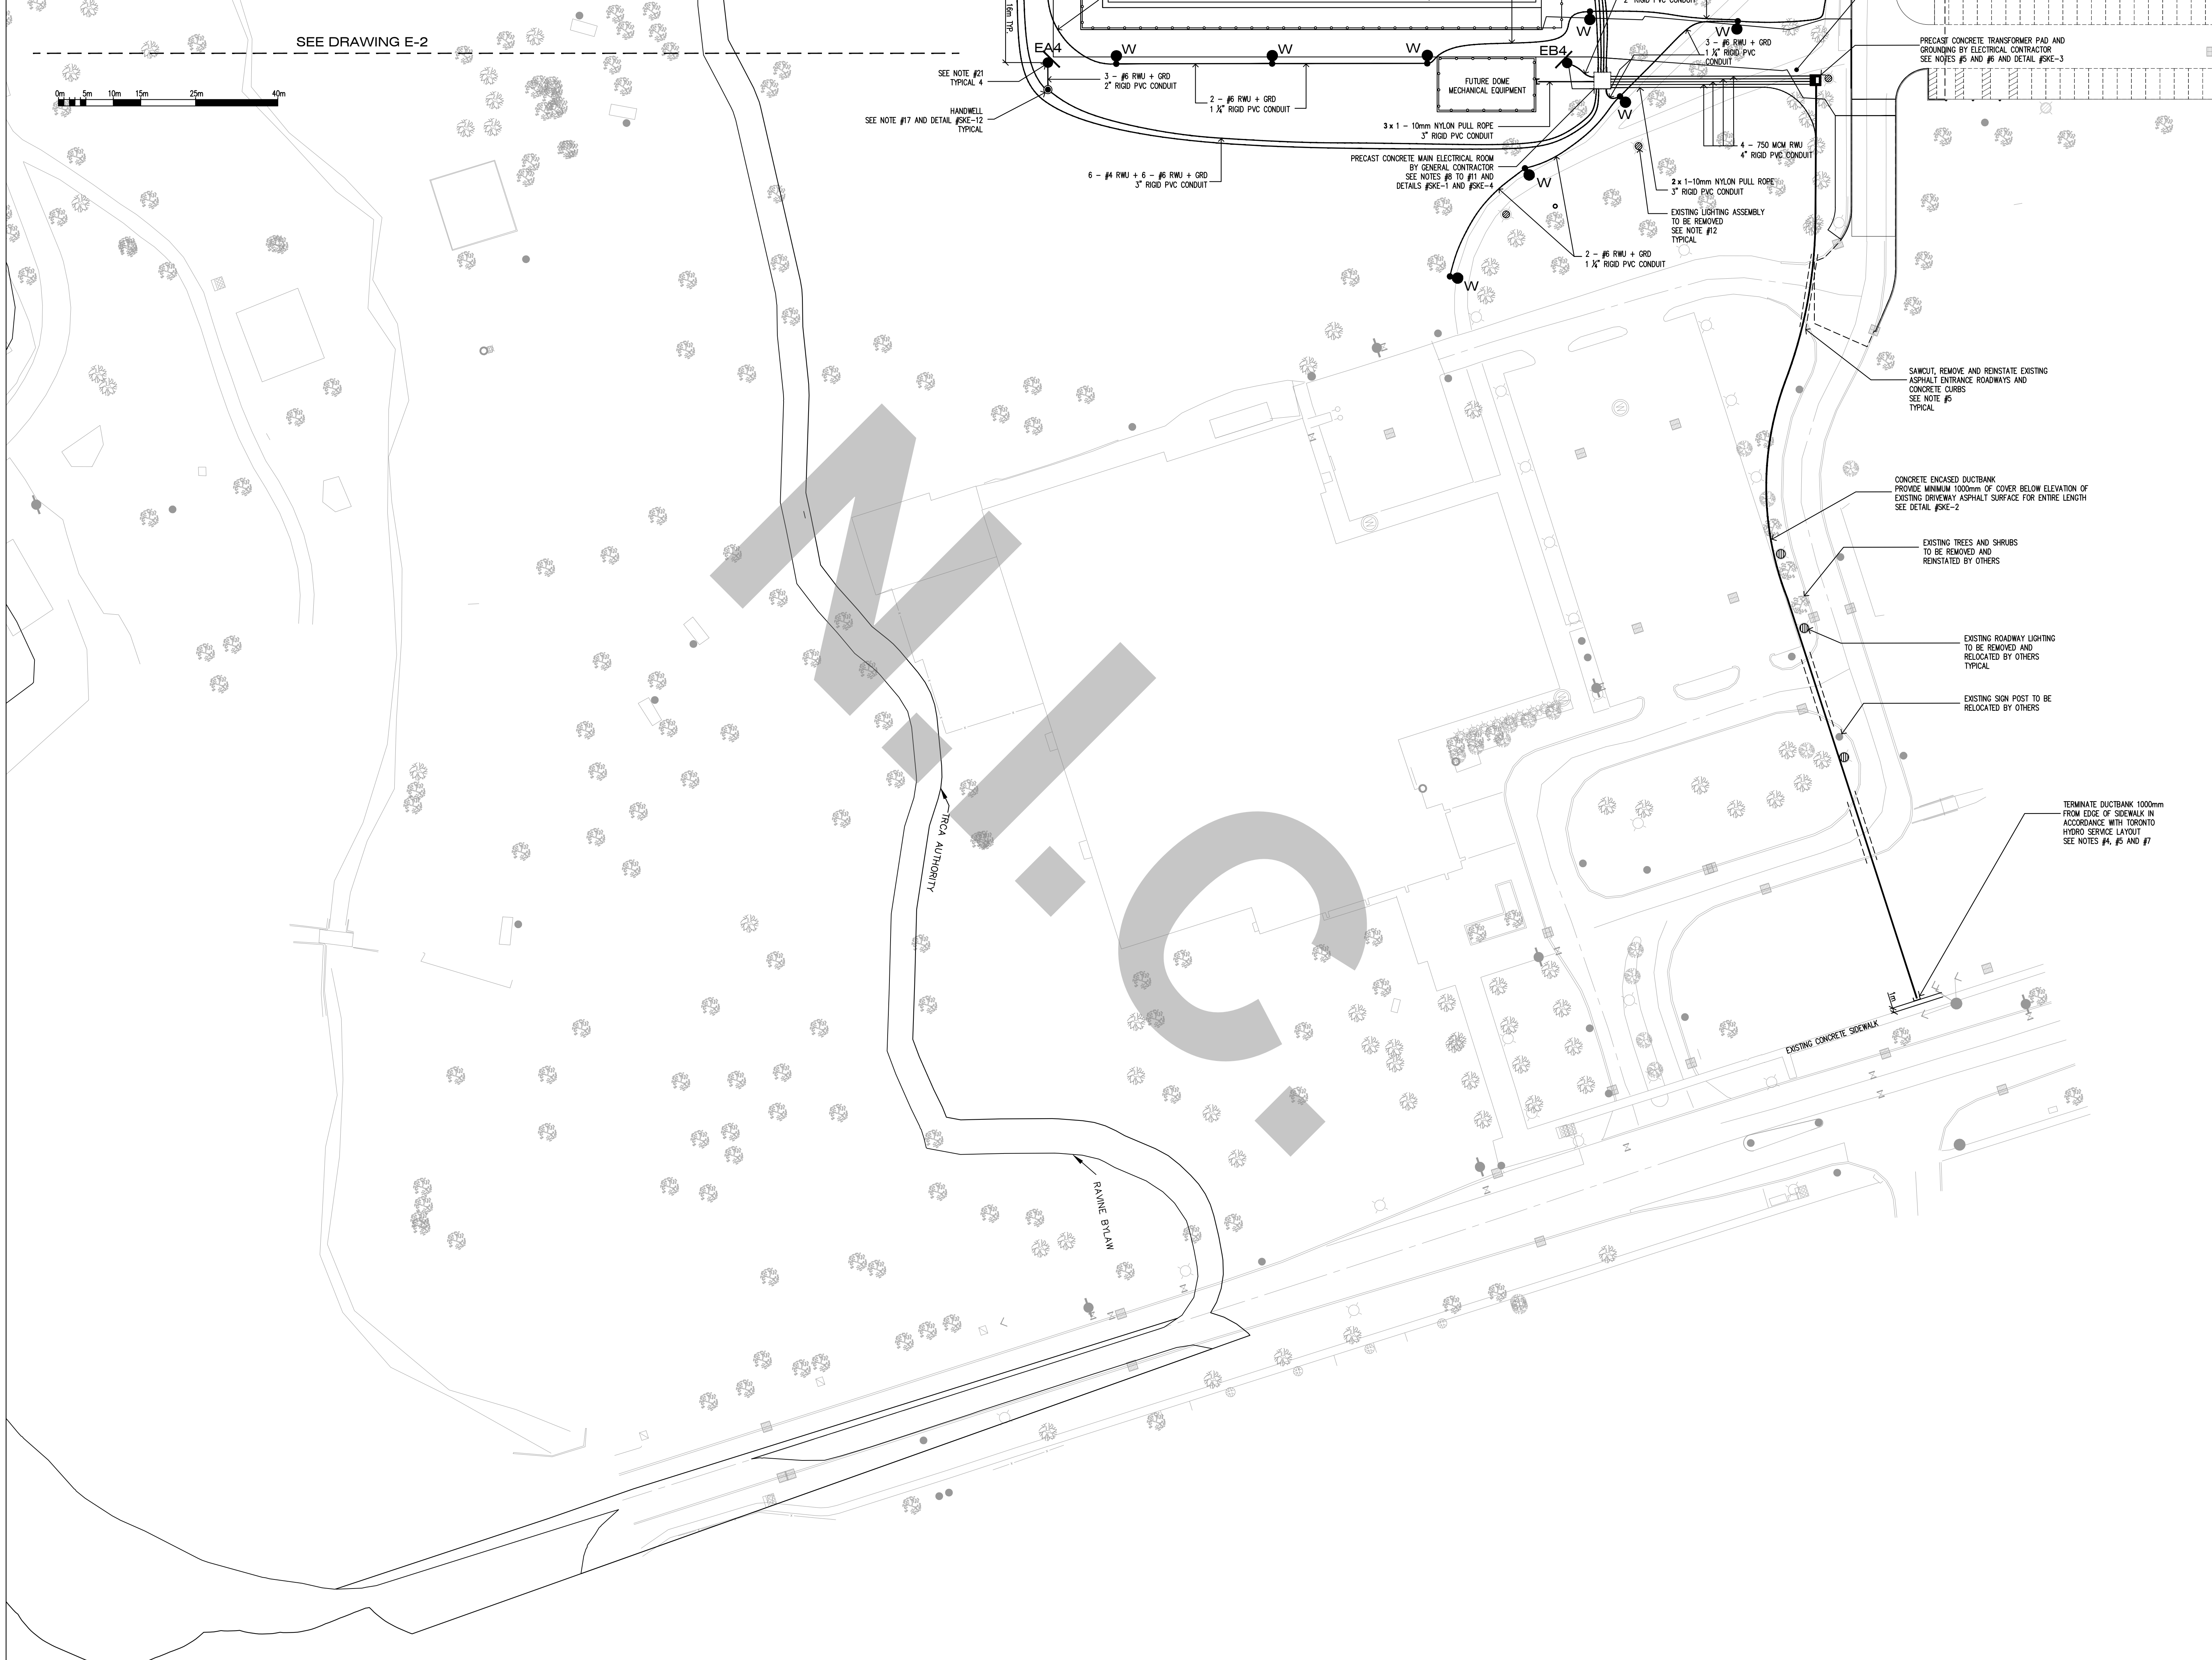 SEE DRAWING E-2
0m 5m 10m 15m 25m 40m
16m TYP.
EA4
W
W
W
EB4
W
W
W
W
W
SEE NOTE #21
TYPICAL 4
HANDWELL
SEE NOTE #17 AND DETAIL #SKE-12
TYPICAL
3 - #6 RWU + GRD
2" RIGID PVC CONDUIT
2 - #6 RWU + GRD
1 ¼" RIGID PVC CONDUIT
6 - #4 RWU + 6 - #6 RWU + GRD
3" RIGID PVC CONDUIT
FUTURE DOME
MECHANICAL EQUIPMENT
3 x 1 - 10mm NYLON PULL ROPE
3" RIGID PVC CONDUIT
PRECAST CONCRETE MAIN ELECTRICAL ROOM
BY GENERAL CONTRACTOR
SEE NOTES #8 TO #11 AND
DETAILS #SKE-1 AND #SKE-4
2" RIGID PVC CONDUIT
3 - #6 RWU + GRD
1 ¼" RIGID PVC
CONDUIT
4 - 750 MCM RWU
4" RIGID PVC CONDUIT
2 x 1-10mm NYLON PULL ROPE
3" RIGID PVC CONDUIT
EXISTING LIGHTING ASSEMBLY
TO BE REMOVED
SEE NOTE #12
TYPICAL
2 - #6 RWU + GRD
1 ¼" RIGID PVC CONDUIT
PRECAST CONCRETE TRANSFORMER PAD AND
GROUNDING BY ELECTRICAL CONTRACTOR
SEE NOTES #5 AND #6 AND DETAIL #SKE-3
SAWCUT, REMOVE AND REINSTATE EXISTING
ASPHALT ENTRANCE ROADWAYS AND
CONCRETE CURBS
SEE NOTE #5
TYPICAL
CONCRETE ENCASED DUCTBANK
PROVIDE MINIMUM 1000mm OF COVER BELOW ELEVATION OF
EXISTING DRIVEWAY ASPHALT SURFACE FOR ENTIRE LENGTH
SEE DETAIL #SKE-2
EXISTING TREES AND SHRUBS
TO BE REMOVED AND
REINSTATED BY OTHERS
EXISTING ROADWAY LIGHTING
TO BE REMOVED AND
RELOCATED BY OTHERS
TYPICAL
EXISTING SIGN POST TO BE
RELOCATED BY OTHERS
TERMINATE DUCTBANK 1000mm
FROM EDGE OF SIDEWALK IN
ACCORDANCE WITH TORONTO
HYDRO SERVICE LAYOUT
SEE NOTES #4, #5 AND #7
1m
EXISTING CONCRETE SIDEWALK
TRCA AUTHORITY
RAVINE BYLAW
N.I.C.